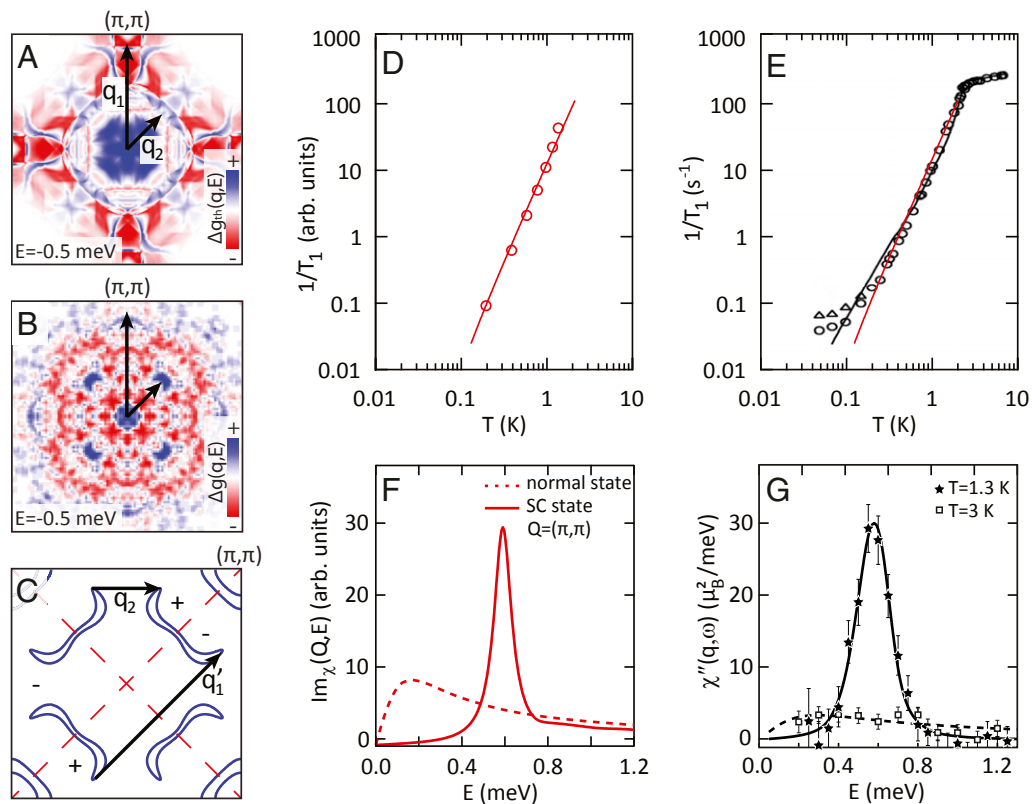 (π,π)
A
q1
q2
+
Δgth(q,E)
-
E=-0.5 meV
(π,π)
B
+
Δg(q,E)
-
E=-0.5 meV
(π,π)
C
q2
+
-
-
q1'
+
D
1000
100
10
1
0.1
0.01
1/T1 (arb. units)
0.01
0.1
1
10
T (K)
E
1000
100
10
1
0.1
0.01
1/T1 (s-1)
0.01
0.1
1
10
T (K)
F
normal state
SC state
Q=(π,π)
30
20
10
0
Im χ(Q,E) (arb. units)
0.0
0.4
0.8
1.2
E (meV)
G
T=1.3 K
T=3 K
30
20
10
0
χ″(q,ω) (μB²/meV)
0.0
0.4
0.8
1.2
E (meV)